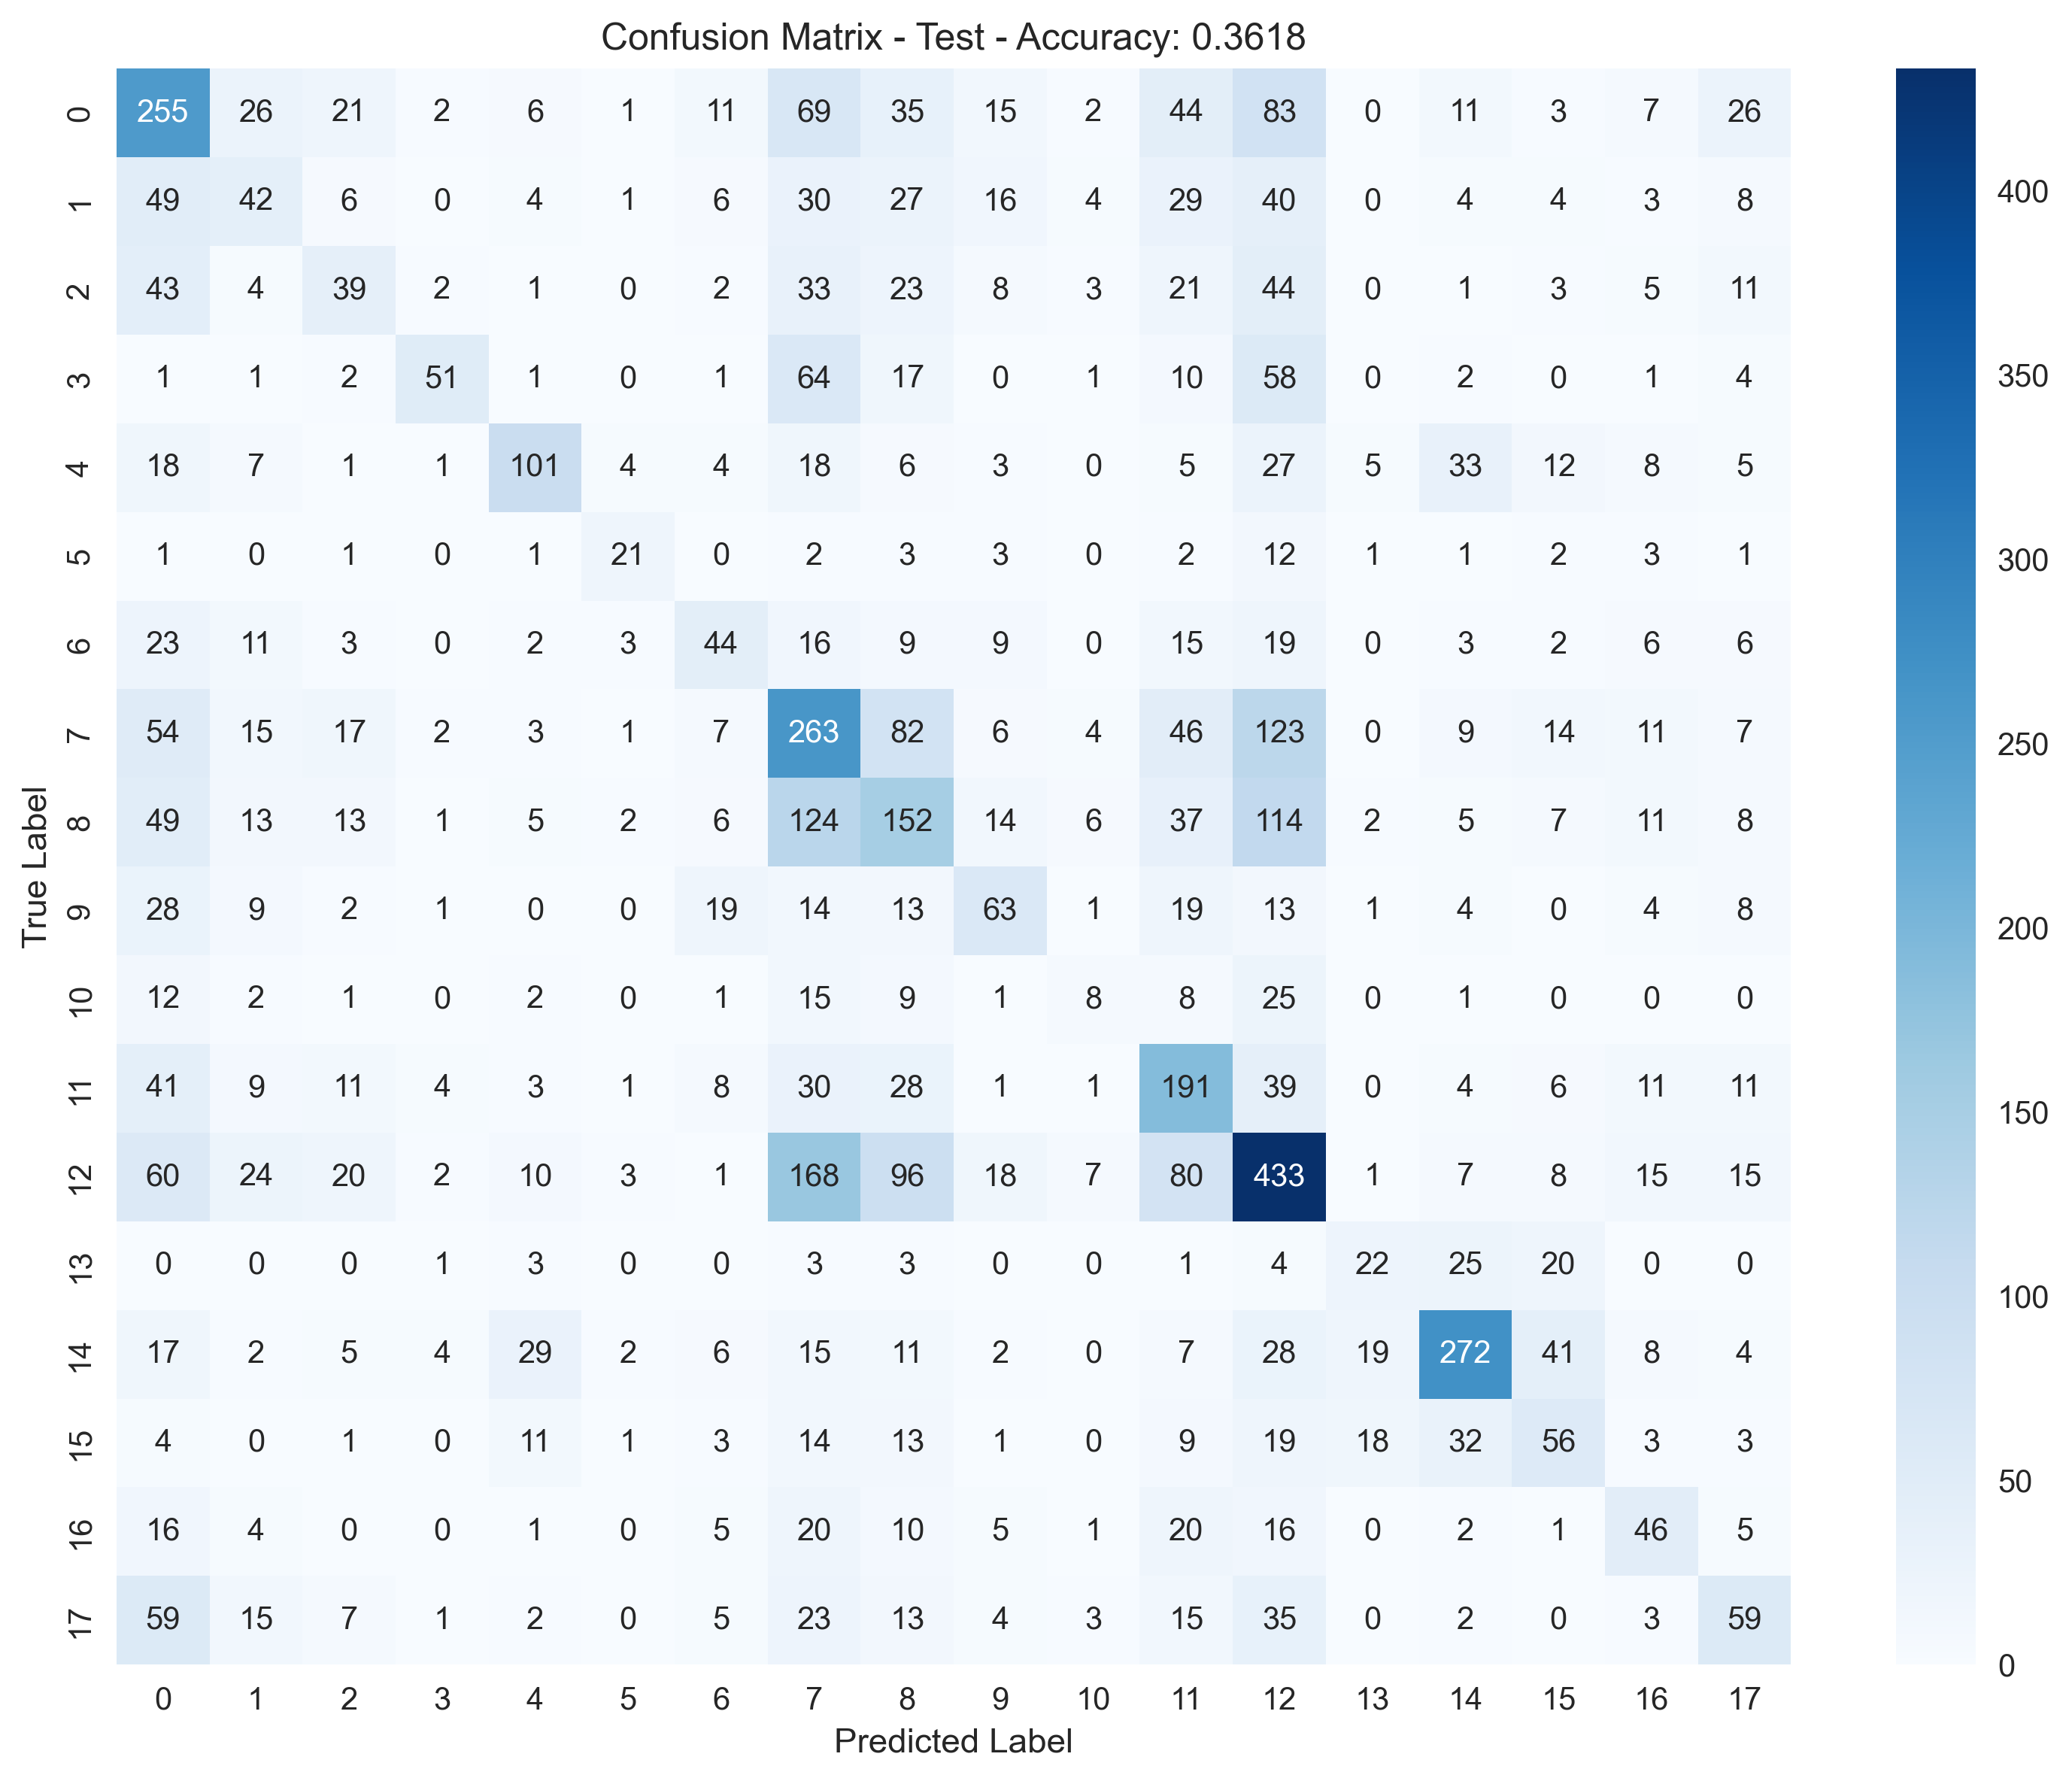 Confusion Matrix - Test - Accuracy: 0.3618
0 255 26 21 2 6 1 11 69 35 15 2 44 83 0 11 3 7 26
1 49 42 6 0 4 1 6 30 27 16 4 29 40 0 4 4 3 8
2 43 4 39 2 1 0 2 33 23 8 3 21 44 0 1 3 5 11
3 1 1 2 51 1 0 1 64 17 0 1 10 58 0 2 0 1 4
4 18 7 1 1 101 4 4 18 6 3 0 5 27 5 33 12 8 5
5 1 0 1 0 1 21 0 2 3 3 0 2 12 1 1 2 3 1
6 23 11 3 0 2 3 44 16 9 9 0 15 19 0 3 2 6 6
7 54 15 17 2 3 1 7 263 82 6 4 46 123 0 9 14 11 7
8 49 13 13 1 5 2 6 124 152 14 6 37 114 2 5 7 11 8
9 28 9 2 1 0 0 19 14 13 63 1 19 13 1 4 0 4 8
10 12 2 1 0 2 0 1 15 9 1 8 8 25 0 1 0 0 0
11 41 9 11 4 3 1 8 30 28 1 1 191 39 0 4 6 11 11
12 60 24 20 2 10 3 1 168 96 18 7 80 433 1 7 8 15 15
13 0 0 0 1 3 0 0 3 3 0 0 1 4 22 25 20 0 0
14 17 2 5 4 29 2 6 15 11 2 0 7 28 19 272 41 8 4
15 4 0 1 0 11 1 3 14 13 1 0 9 19 18 32 56 3 3
16 16 4 0 0 1 0 5 20 10 5 1 20 16 0 2 1 46 5
17 59 15 7 1 2 0 5 23 13 4 3 15 35 0 2 0 3 59
0 1 2 3 4 5 6 7 8 9 10 11 12 13 14 15 16 17
Predicted Label
True Label
400
350
300
250
200
150
100
50
0